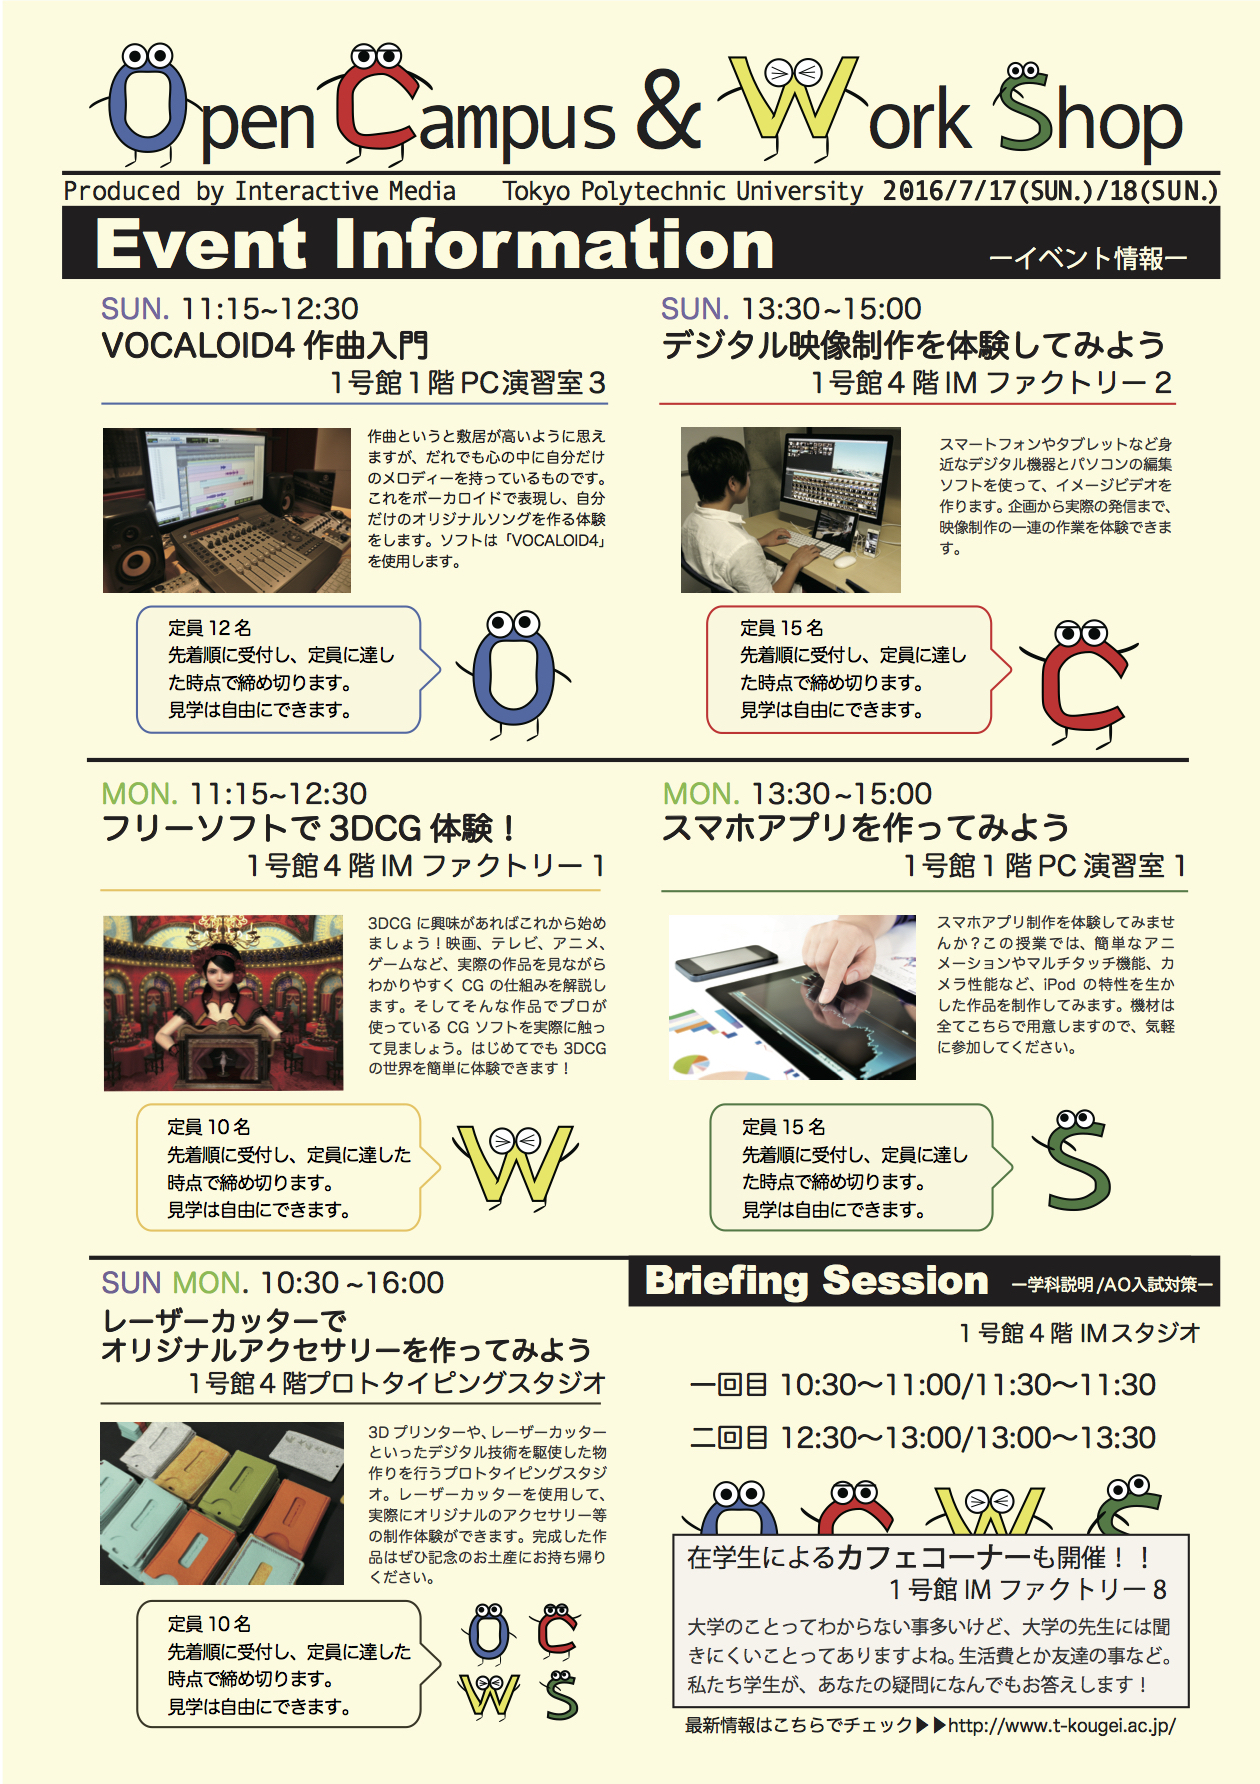 Open Campus & Work Shop
Produced by Interactive Media Tokyo Polytechnic University 2016/7/17(SUN.)/18(SUN.)
Event Information ーイベント情報ー
SUN. 11:15~12:30
VOCALOID4 作曲入門
1号館1階PC演習室3
作曲というと敷居が高いように思え
ますが、だれでも心の中に自分だけ
のメロディーを持っているものです。
これをボーカロイドで表現し、自分
だけのオリジナルソングを作る体験
をします。ソフトは「VOCALOID4」
を使用します。
定員12名
先着順に受付し、定員に達し
た時点で締め切ります。
見学は自由にできます。
SUN. 13:30~15:00
デジタル映像制作を体験してみよう
1号館4階IM ファクトリー2
スマートフォンやタブレットなど身
近なデジタル機器とパソコンの編集
ソフトを使って、イメージビデオを
作ります。企画から実際の発信まで、
映像制作の一連の作業を体験できま
す。
定員15名
先着順に受付し、定員に達し
た時点で締め切ります。
見学は自由にできます。
MON. 11:15~12:30
フリーソフトで3DCG体験！
1号館4階IM ファクトリー1
3DCG に興味があればこれから始め
ましょう！映画、テレビ、アニメ、
ゲームなど、実際の作品を見ながら
わかりやすく CG の仕組みを解説し
ます。そしてそんな作品でプロが
使っている CG ソフトを実際に触っ
て見ましょう。はじめてでも 3DCG
の世界を簡単に体験できます！
定員10名
先着順に受付し、定員に達した
時点で締め切ります。
見学は自由にできます。
MON. 13:30~15:00
スマホアプリを作ってみよう
1号館1階PC演習室1
スマホアプリ制作を体験してみませ
んか？この授業では、簡単なアニ
メーションやマルチタッチ機能、カ
メラ性能など、iPod の特性を生か
した作品を制作してみます。機材は
全てこちらで用意しますので、気軽
に参加してください。
定員15名
先着順に受付し、定員に達し
た時点で締め切ります。
見学は自由にできます。
SUN MON. 10:30~16:00
レーザーカッターで
オリジナルアクセサリーを作ってみよう
1号館4階プロトタイピングスタジオ
3D プリンターや、レーザーカッター
といったデジタル技術を駆使した物
作りを行うプロトタイピングスタジ
オ。レーザーカッターを使用して、
実際にオリジナルのアクセサリー等
の制作体験ができます。完成した作
品はぜひ記念のお土産にお持ち帰り
ください。
定員10名
先着順に受付し、定員に達した
時点で締め切ります。
見学は自由にできます。
O C
W S
Briefing Session ー学科説明/AO入試対策ー
1号館4階 IMスタジオ
一回目 10:30〜11:00/11:30〜11:30
二回目 12:30〜13:00/13:00〜13:30
在学生によるカフェコーナーも開催！！
1号館 IM ファクトリー8
大学のことってわからない事多いけど、大学の先生には聞
きにくいことってありますよね。生活費とか友達の事など。
私たち学生が、あなたの疑問になんでもお答えします！
最新情報はこちらでチェック▶▶http://www.t-kougei.ac.jp/